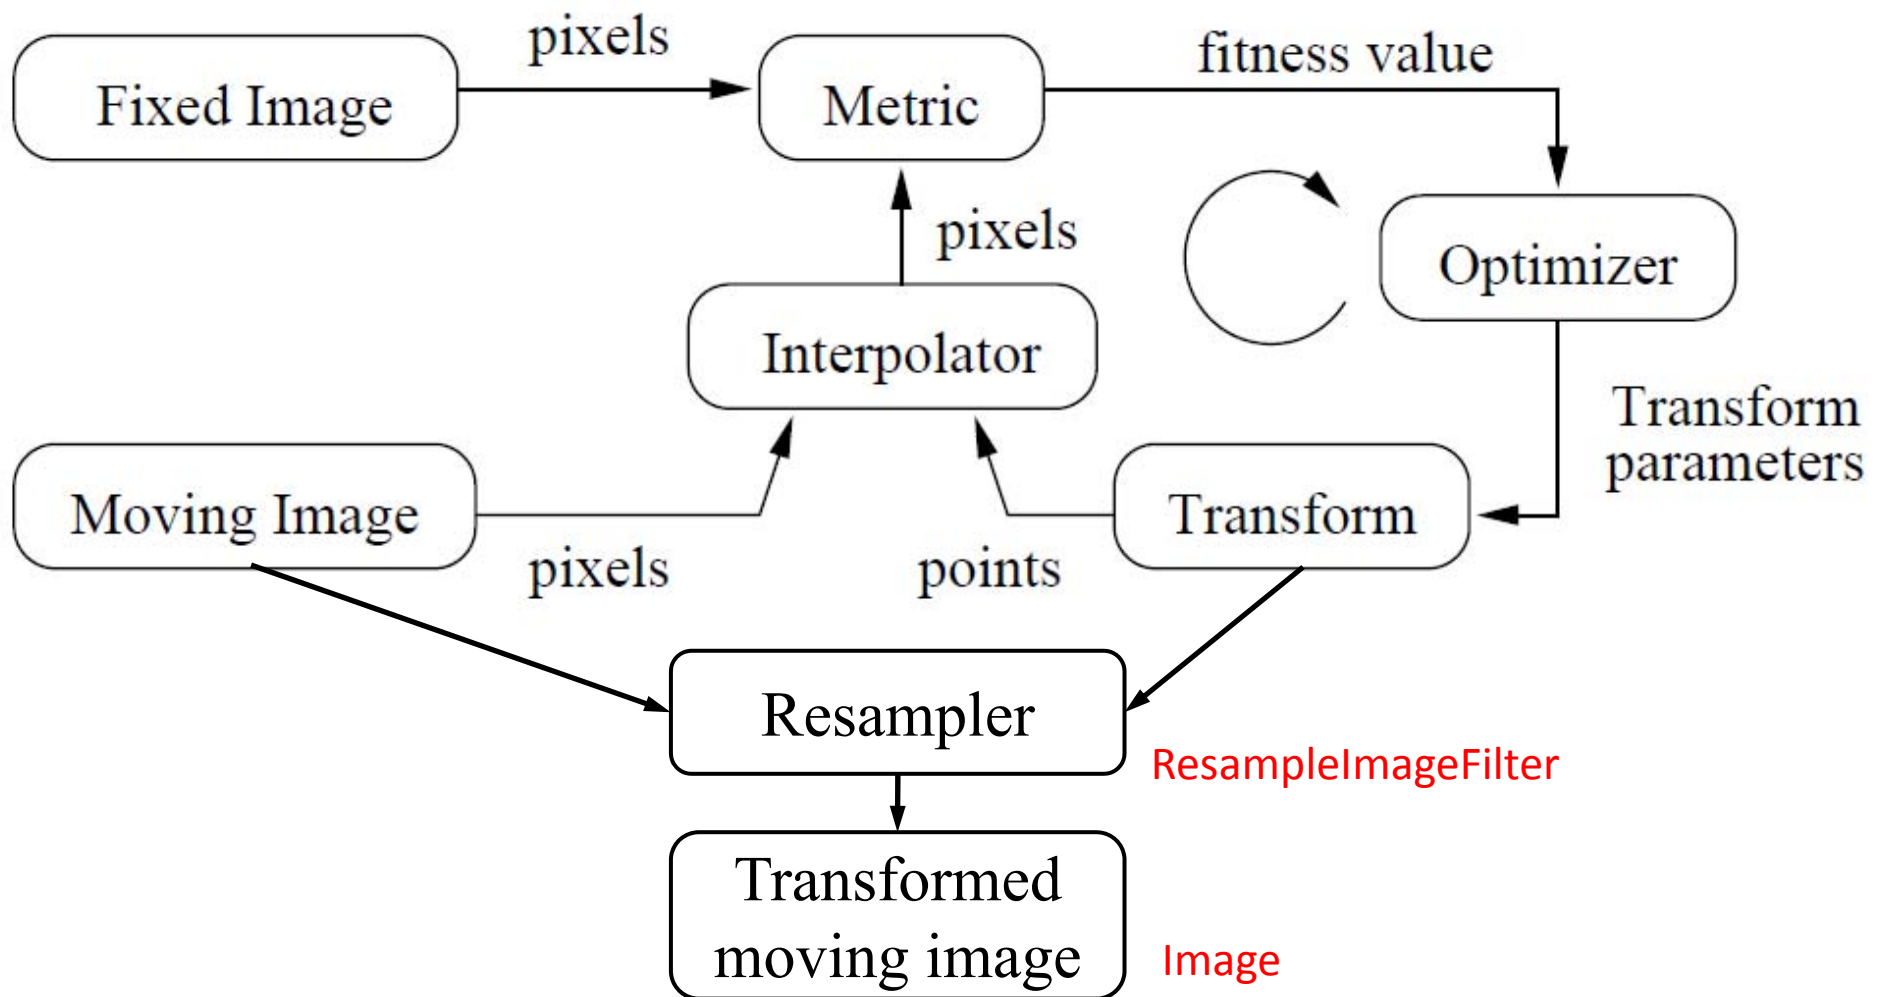 pixels
fitness value
Fixed Image
Metric
pixels
Optimizer
Interpolator
Transform
parameters
Moving Image
Transform
pixels
points
Resampler
ResampleImageFilter
Transformed
moving image
Image